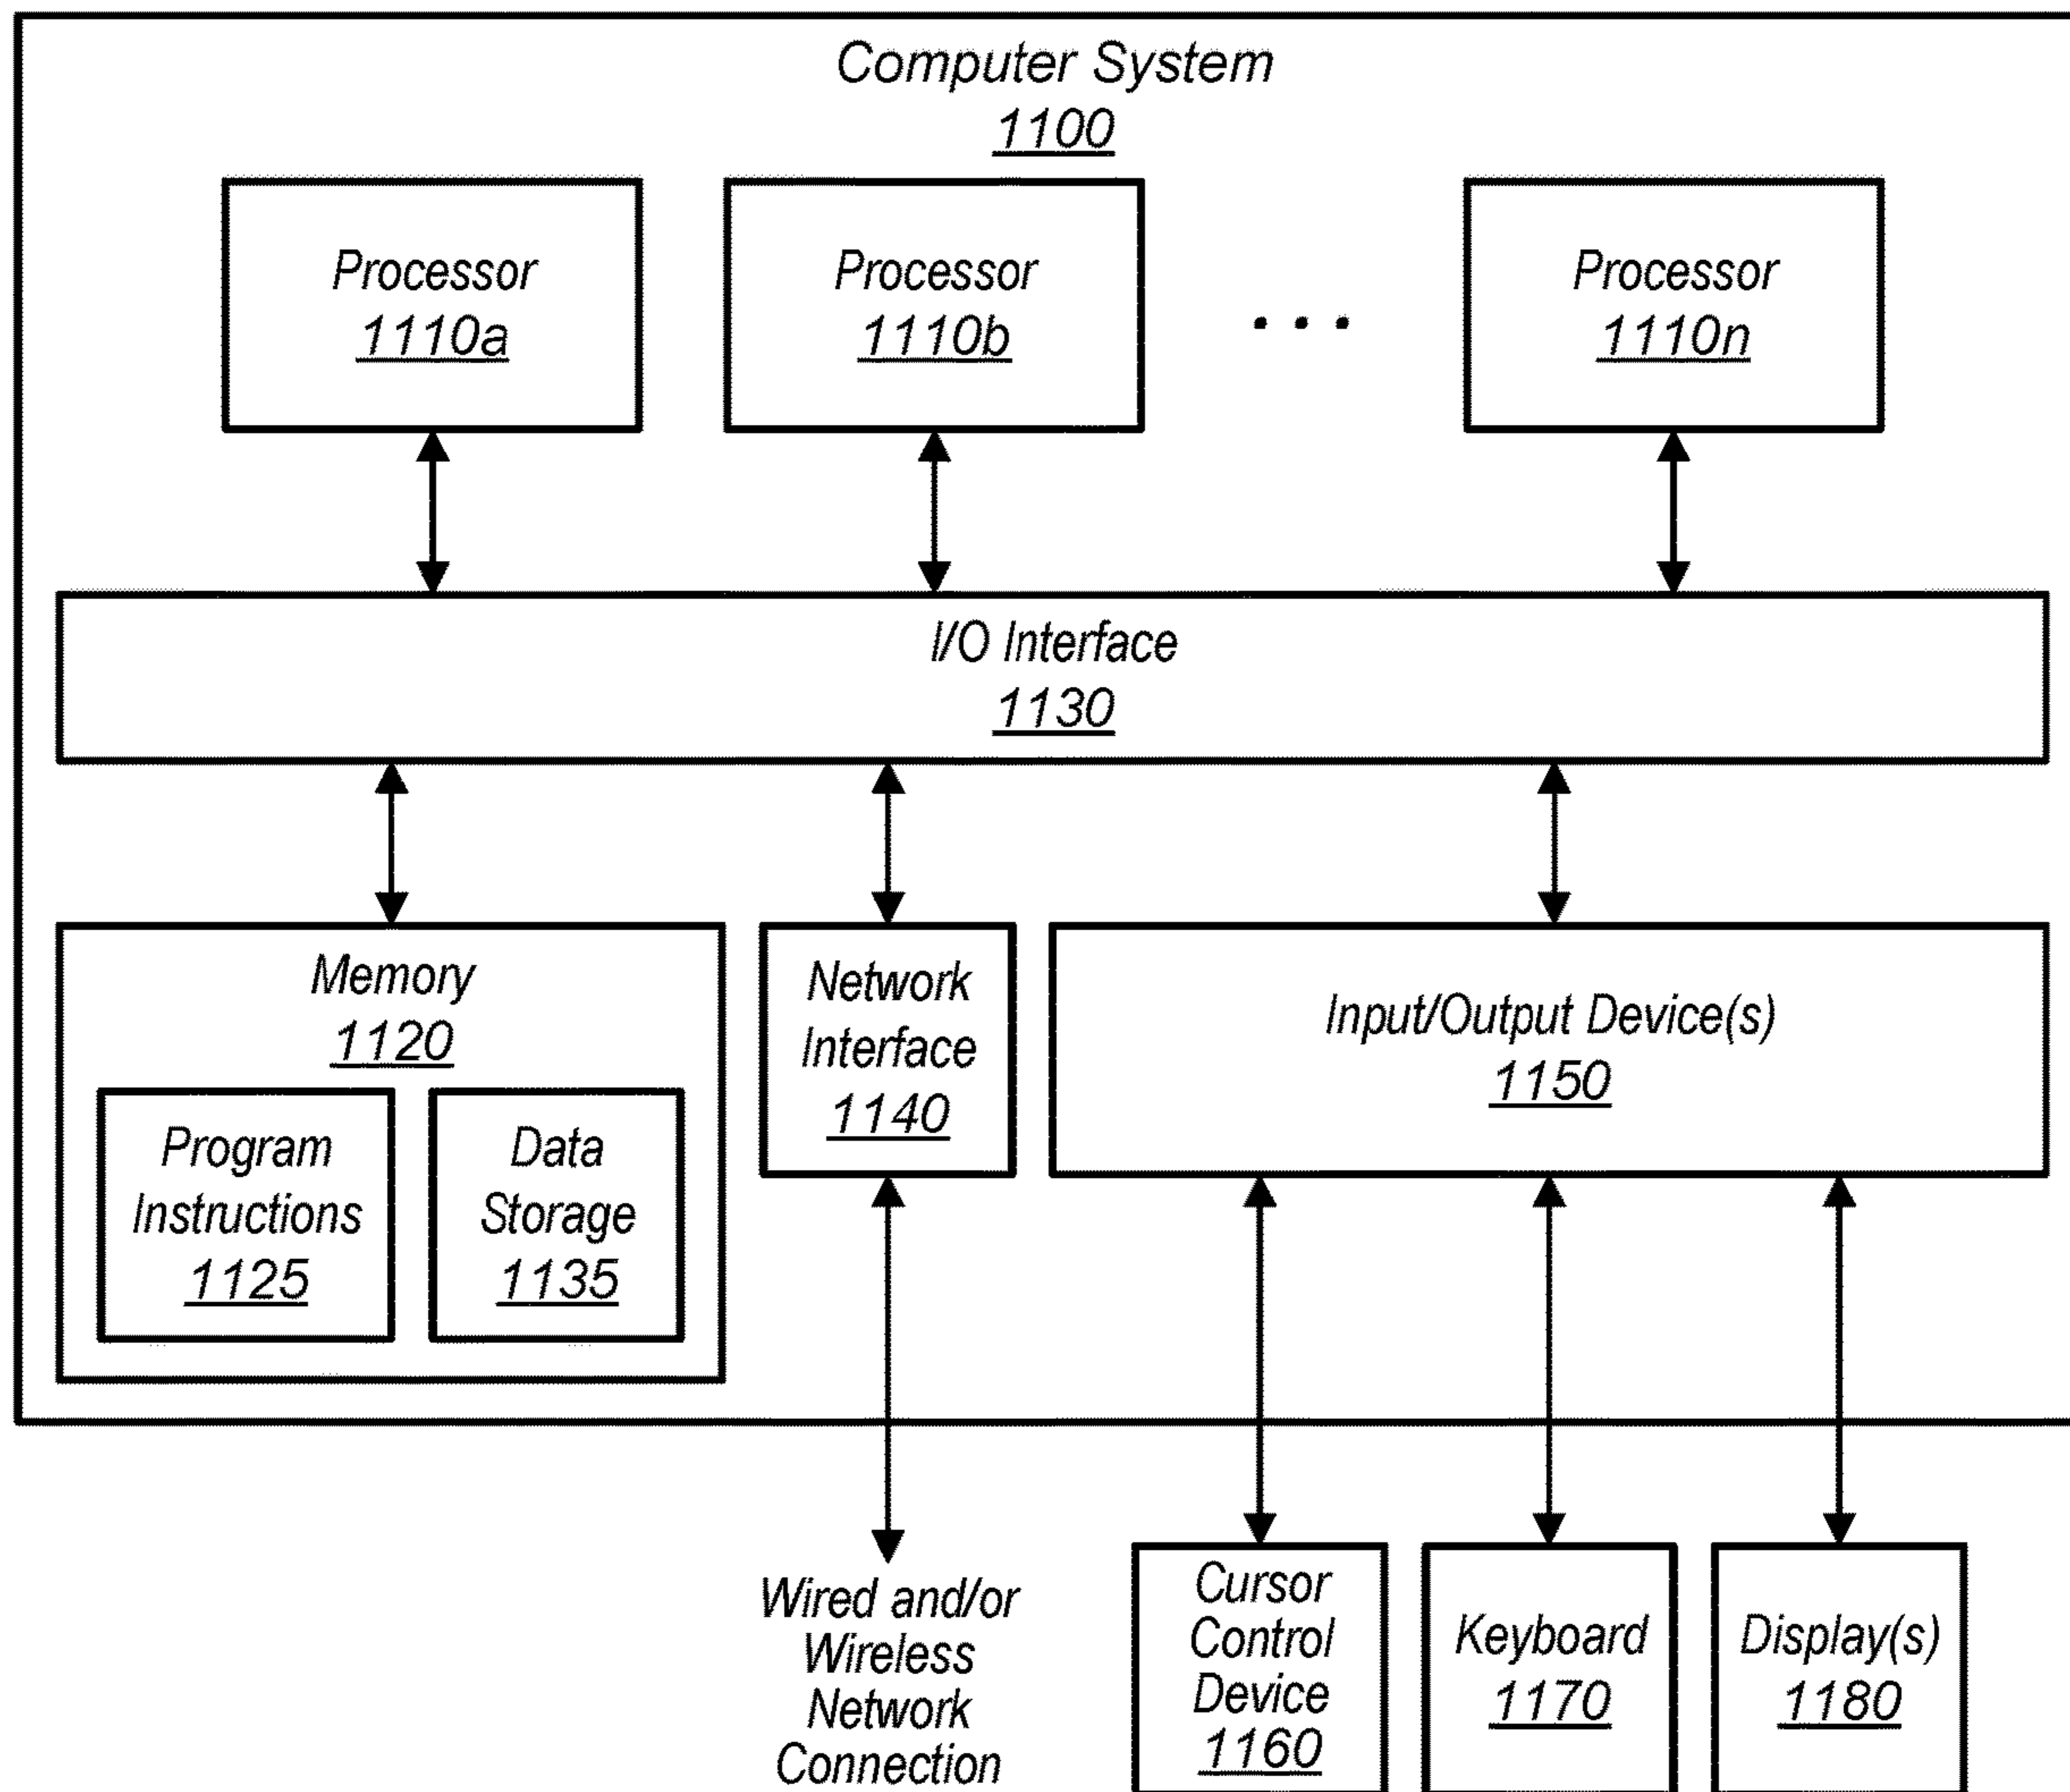 Computer System
1100
Processor
1110a
Processor
1110b
. . .
Processor
1110n
I/O Interface
1130
Memory
1120
Program
Instructions
1125
Data
Storage
1135
Network
Interface
1140
Input/Output Device(s)
1150
Wired and/or
Wireless
Network
Connection
Cursor
Control
Device
1160
Keyboard
1170
Display(s)
1180